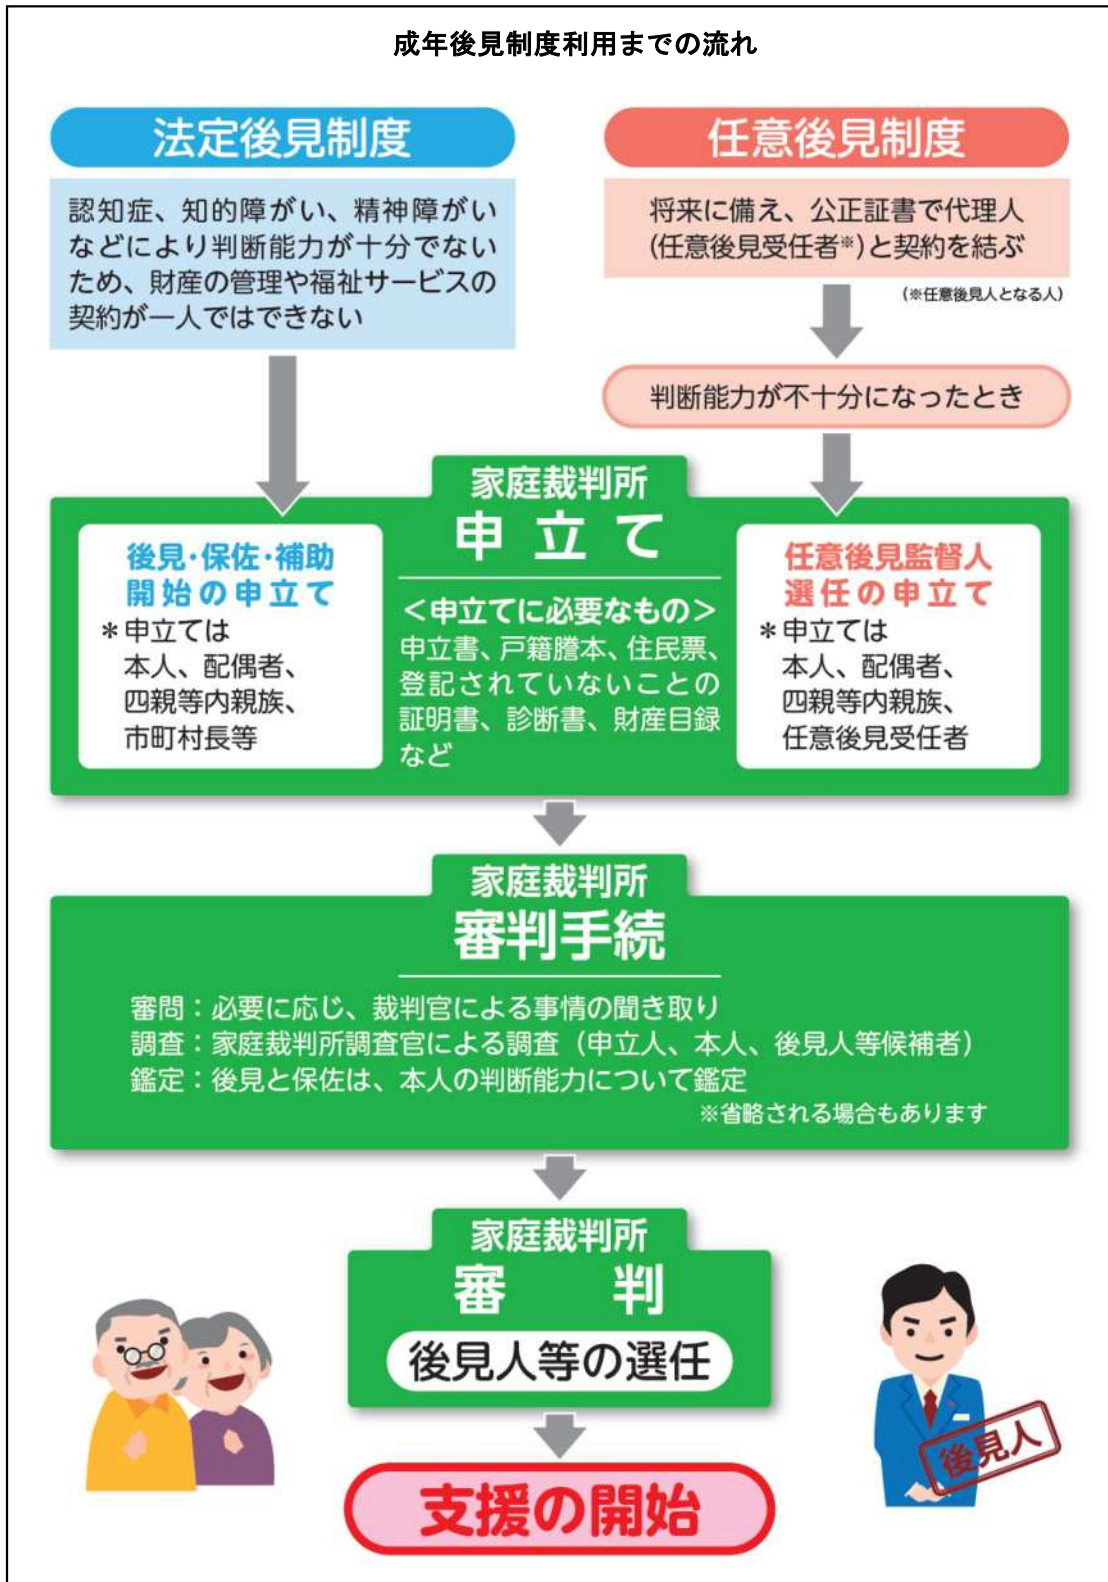 成年後見制度利用までの流れ
法定後見制度
認知症、知的障がい、精神障がい
などにより判断能力が十分でない
ため、財産の管理や福祉サービスの
契約が一人ではできない
任意後見制度
将来に備え、公正証書で代理人
(任意後見受任者※)と契約を結ぶ
(※任意後見人となる人)
判断能力が不十分になったとき
家庭裁判所
申立て
後見・保佐・補助
開始の申立て
＊申立ては
本人、配偶者、
四親等内親族、
市町村長等
＜申立てに必要なもの＞
申立書、戸籍謄本、住民票、
登記されていないことの
証明書、診断書、財産目録
など
任意後見監督人
選任の申立て
＊申立ては
本人、配偶者、
四親等内親族、
任意後見受任者
家庭裁判所
審判手続
審問：必要に応じ、裁判官による事情の聞き取り
調査：家庭裁判所調査官による調査（申立人、本人、後見人等候補者）
鑑定：後見と保佐は、本人の判断能力について鑑定
※省略される場合もあります
家庭裁判所
審　判
後見人等の選任
後見人
支援の開始